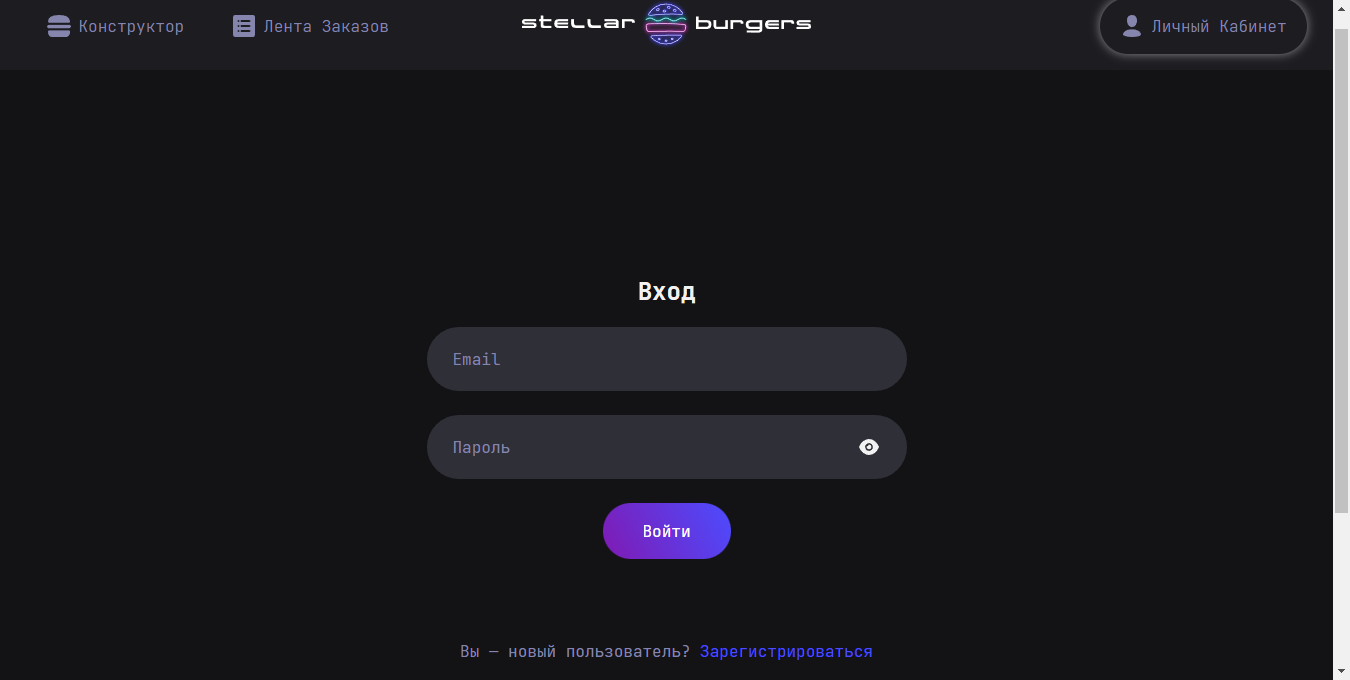 Конструктор Лента Заказов stellar burgers Личный Кабинет
Вход
Email
Пароль
Войти
Вы — новый пользователь? Зарегистрироваться